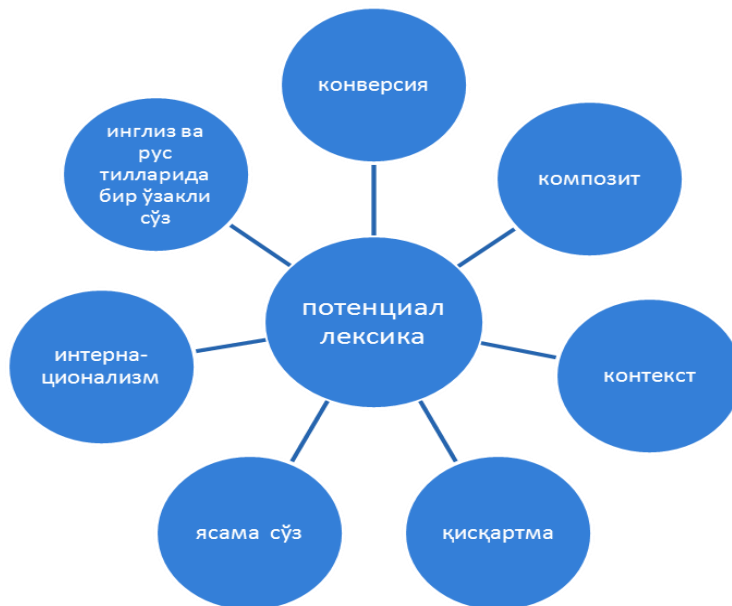 конверсия
композит
контекст
қисқартма
ясама сўз
интерна-
ционализм
инглиз ва
рус
тилларида
бир ўзакли
сўз
потенциал
лексика